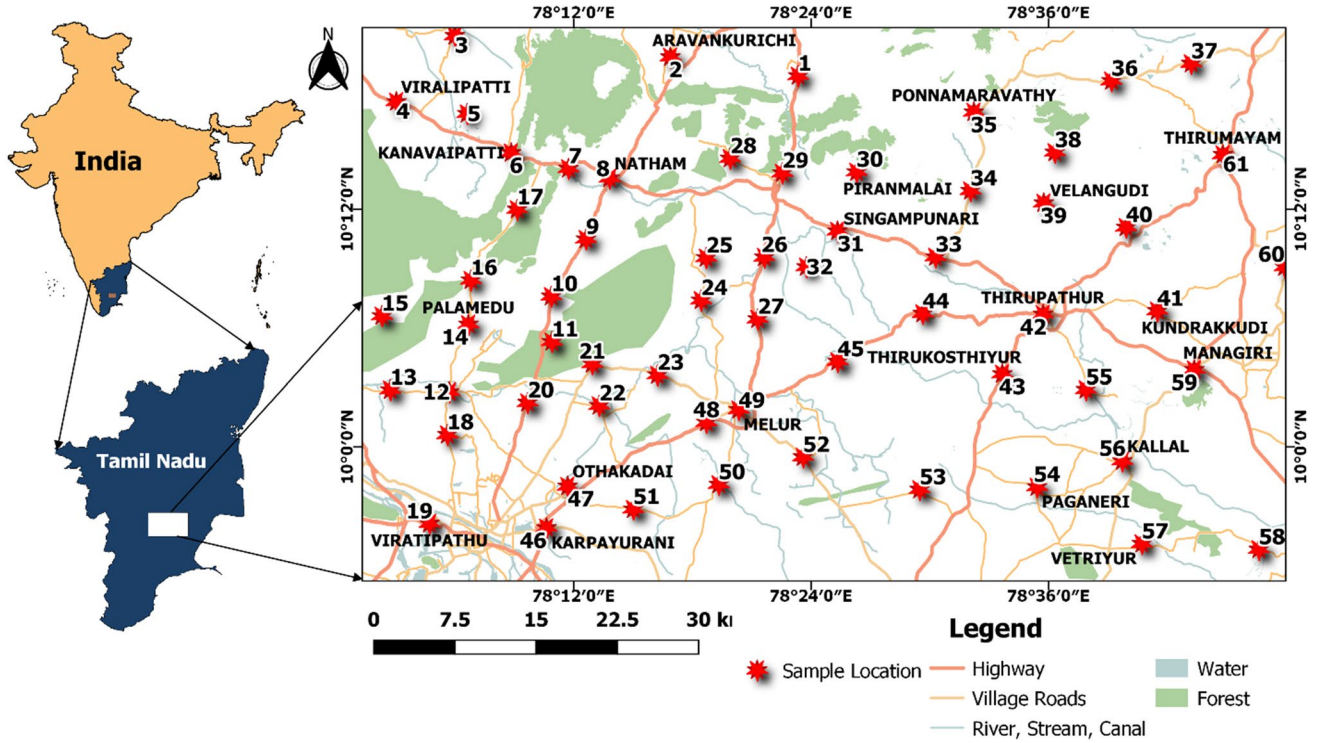 78°12'0"E 78°24'0"E 78°36'0"E
N
India
Tamil Nadu
3
ARAVANKURICHI
2
1
37
36
VIRALIPATTI
4
5
PONNAMARAVATHY
35
38
THIRUMAYAM
61
KANAVAIPATTI
6
7
8 NATHAM
28
29
30
PIRANMALAI
34
VELANGUDI
39
10°12'0"N
10°12'0"N
17
9
SINGAMPUNARI
31
33
40
60
16
25
26
32
15
PALAMEDU
14
10
24
27
44
THIRUPATHUR
42
41
KUNDRAKKUDI
11
21
23
45
THIRUKOSTHIYUR
43
MANAGIRI
59
13
12
20
22
55
18
48
49
MELUR
10°0'0"N
10°0'0"N
52
56 KALLAL
OTHAKADAI
47
50
53
54
PAGANERI
51
19
VIRATIPATHU
46 KARPAYURANI
57
VETRIYUR
58
78°12'0"E 78°24'0"E 78°36'0"E
0 7.5 15 22.5 30 k
Legend
Sample Location
Highway
Village Roads
River, Stream, Canal
Water
Forest